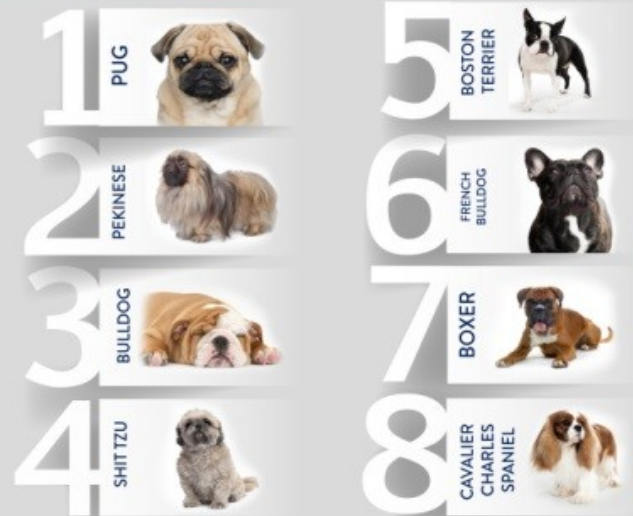 1
PUG
2
PEKINESE
3
BULLDOG
4
SHIT TZU
5
BOSTON
TERRIER
6
FRENCH
BULLDOG
7
BOXER
8
CAVALIER
CHARLES
SPANIEL